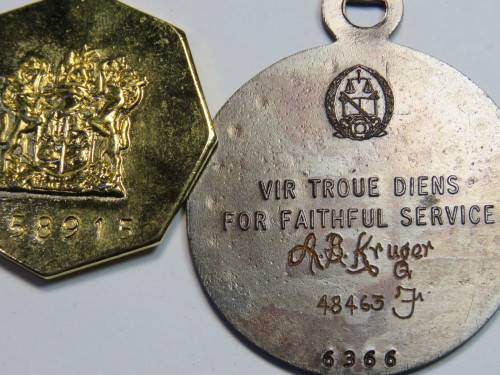 58915
VIR TROUE DIENS
FOR FAITHFUL SERVICE
A.B. Kruger
G
48463 J
6366